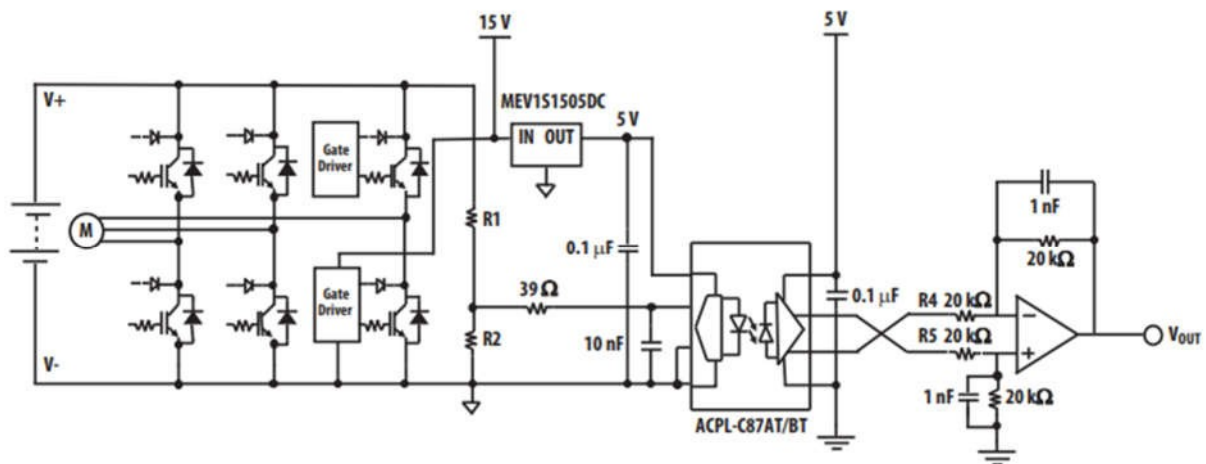 15 V
5 V
V+
MEV1S1505DC
5 V
IN OUT
Gate
Driver
M
R1
0.1 µF
1 nF
20 kΩ
39 Ω
Gate
Driver
0.1 µF
R4 20 kΩ
R5 20 kΩ
−
+
VOUT
R2
10 nF
V-
1 nF
20 kΩ
ACPL-C87AT/BT